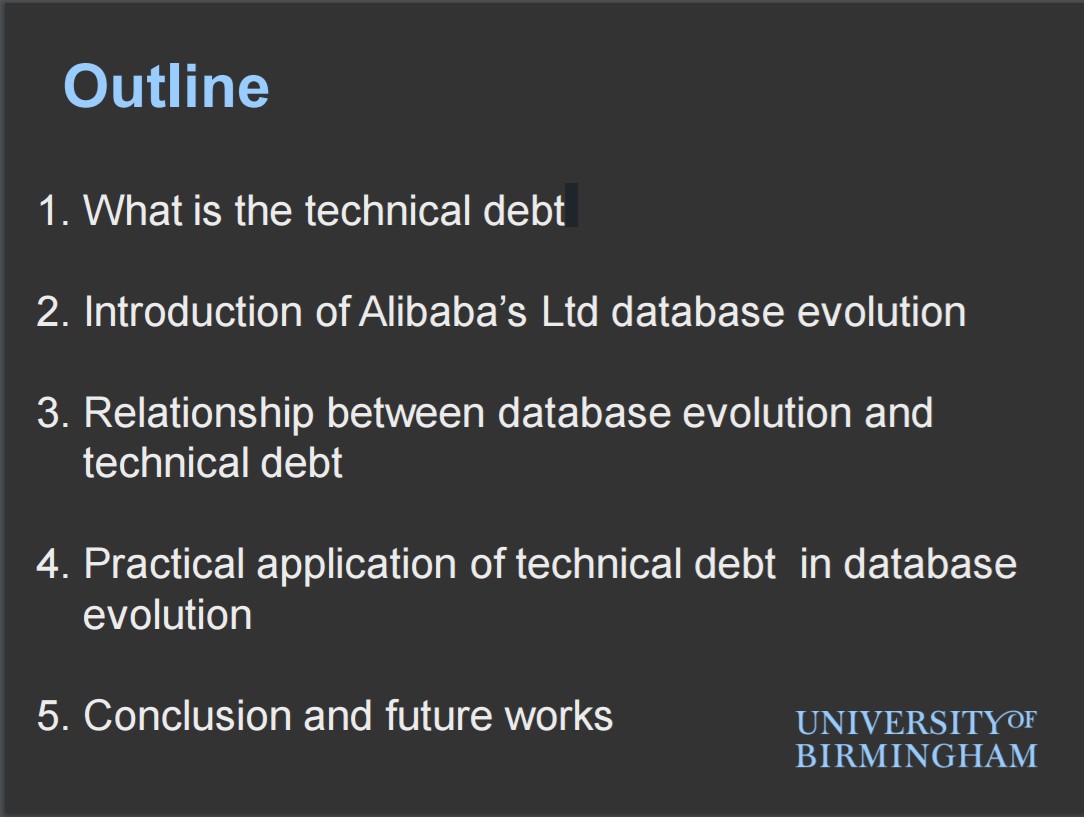 Outline
1. What is the technical debt
2. Introduction of Alibaba’s Ltd database evolution
3. Relationship between database evolution and
technical debt
4. Practical application of technical debt  in database
evolution
5. Conclusion and future works
UNIVERSITY OF
BIRMINGHAM